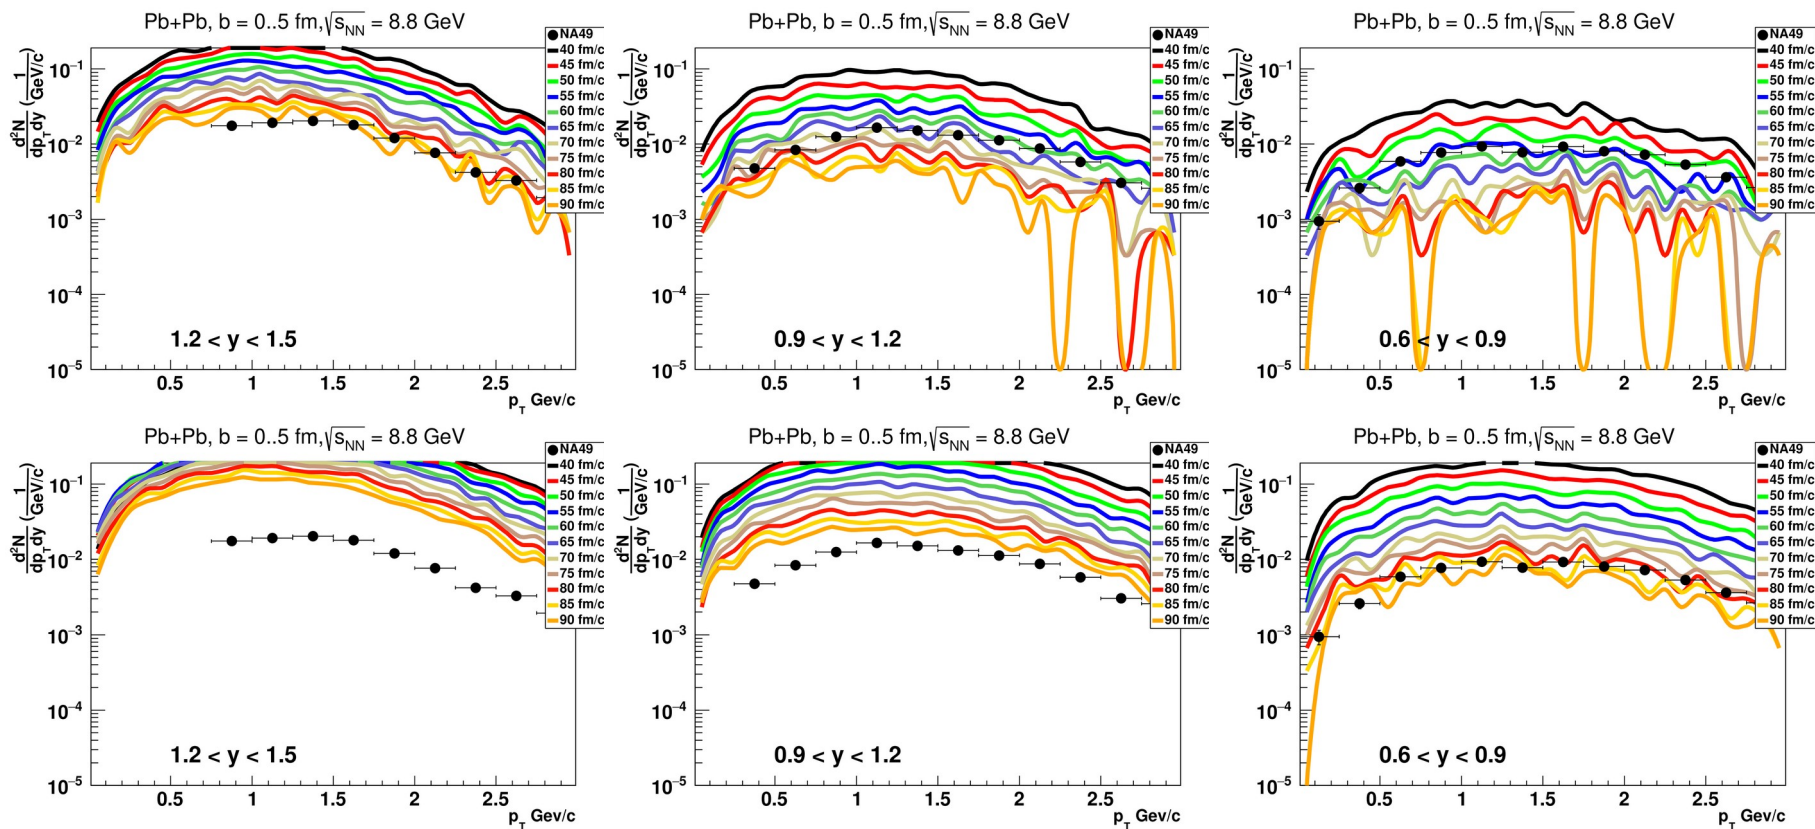 Pb+Pb, b = 0..5 fm,√s_NN = 8.8 GeV
d²N/dp_T dy (1/GeV/c)
NA49
40 fm/c
45 fm/c
50 fm/c
55 fm/c
60 fm/c
65 fm/c
70 fm/c
75 fm/c
80 fm/c
85 fm/c
90 fm/c
10⁻¹
10⁻²
10⁻³
10⁻⁴
10⁻⁵
1.2 < y < 1.5
0.5 1 1.5 2 2.5
p_T Gev/c
Pb+Pb, b = 0..5 fm,√s_NN = 8.8 GeV
d²N/dp_T dy (1/GeV/c)
NA49
40 fm/c
45 fm/c
50 fm/c
55 fm/c
60 fm/c
65 fm/c
70 fm/c
75 fm/c
80 fm/c
85 fm/c
90 fm/c
10⁻¹
10⁻²
10⁻³
10⁻⁴
10⁻⁵
0.9 < y < 1.2
0.5 1 1.5 2 2.5
p_T Gev/c
Pb+Pb, b = 0..5 fm,√s_NN = 8.8 GeV
d²N/dp_T dy (1/GeV/c)
NA49
40 fm/c
45 fm/c
50 fm/c
55 fm/c
60 fm/c
65 fm/c
70 fm/c
75 fm/c
80 fm/c
85 fm/c
90 fm/c
10⁻¹
10⁻²
10⁻³
10⁻⁴
10⁻⁵
0.6 < y < 0.9
0.5 1 1.5 2 2.5
p_T Gev/c
Pb+Pb, b = 0..5 fm,√s_NN = 8.8 GeV
d²N/dp_T dy (1/GeV/c)
NA49
40 fm/c
45 fm/c
50 fm/c
55 fm/c
60 fm/c
65 fm/c
70 fm/c
75 fm/c
80 fm/c
85 fm/c
90 fm/c
10⁻¹
10⁻²
10⁻³
10⁻⁴
10⁻⁵
1.2 < y < 1.5
0.5 1 1.5 2 2.5
p_T Gev/c
Pb+Pb, b = 0..5 fm,√s_NN = 8.8 GeV
d²N/dp_T dy (1/GeV/c)
NA49
40 fm/c
45 fm/c
50 fm/c
55 fm/c
60 fm/c
65 fm/c
70 fm/c
75 fm/c
80 fm/c
85 fm/c
90 fm/c
10⁻¹
10⁻²
10⁻³
10⁻⁴
10⁻⁵
0.9 < y < 1.2
0.5 1 1.5 2 2.5
p_T Gev/c
Pb+Pb, b = 0..5 fm,√s_NN = 8.8 GeV
d²N/dp_T dy (1/GeV/c)
NA49
40 fm/c
45 fm/c
50 fm/c
55 fm/c
60 fm/c
65 fm/c
70 fm/c
75 fm/c
80 fm/c
85 fm/c
90 fm/c
10⁻¹
10⁻²
10⁻³
10⁻⁴
10⁻⁵
0.6 < y < 0.9
0.5 1 1.5 2 2.5
p_T Gev/c